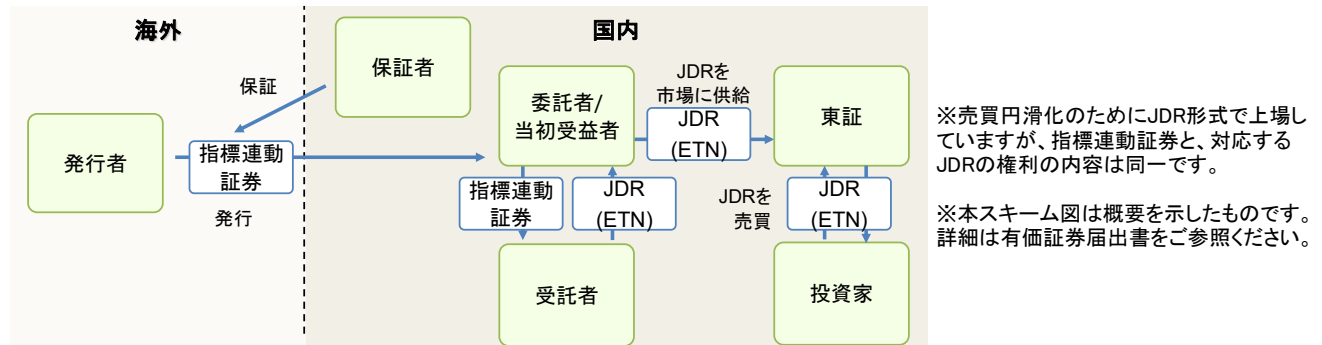 海外
国内
保証者
保証
発行者
指標連動
証券
発行
委託者/
当初受益者
JDRを
市場に供給
JDR
(ETN)
東証
指標連動
証券
JDR
(ETN)
JDRを
売買
JDR
(ETN)
受託者
投資家
※売買円滑化のためにJDR形式で上場し
ていますが、指標連動証券と、対応する
JDRの権利の内容は同一です。
※本スキーム図は概要を示したものです。
詳細は有価証券届出書をご参照ください。